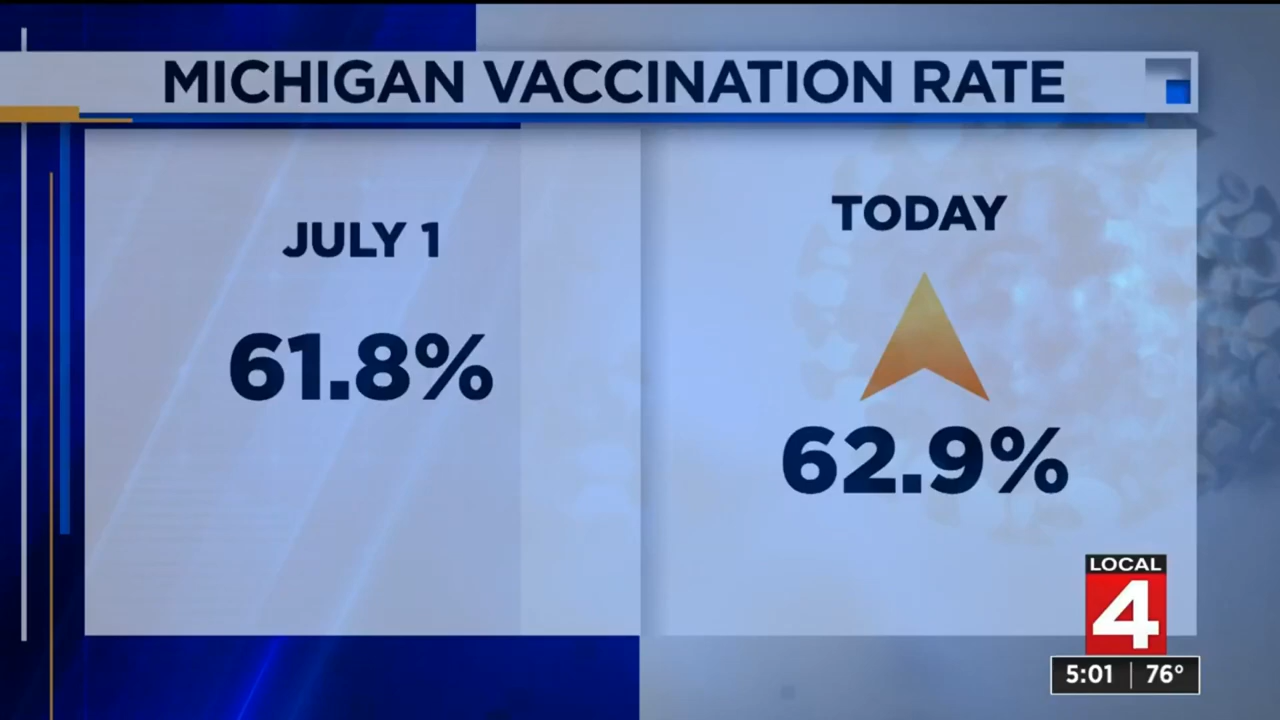 MICHIGAN VACCINATION RATE
JULY 1
61.8%
TODAY
62.9%
LOCAL
4
5:01 76°